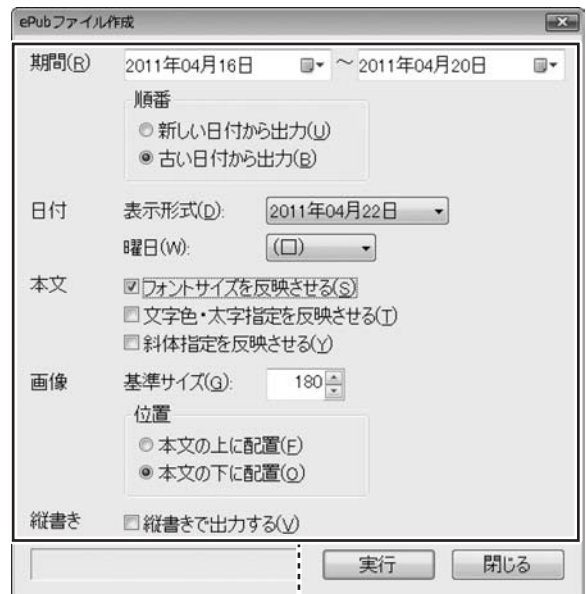 ePubファイル作成
期間(R) 2011年04月16日 ～ 2011年04月20日
順番
新しい日付から出力(U)
古い日付から出力(B)
日付 表示形式(D): 2011年04月22日
曜日(W): (口)
本文 フォントサイズを反映させる(S)
文字色・太字指定を反映させる(T)
斜体指定を反映させる(Y)
画像 基準サイズ(G): 180
位置
本文の上に配置(F)
本文の下に配置(O)
縦書き 縦書きで出力する(V)
実行 閉じる